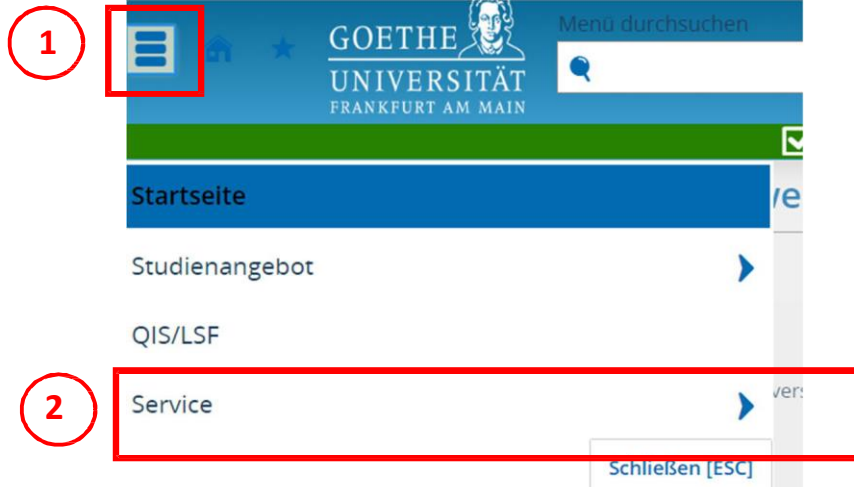 1
Menü durchsuchen
GOETHE
UNIVERSITÄT
FRANKFURT AM MAIN
Startseite
Studienangebot
QIS/LSF
2
Service
Schließen [ESC]